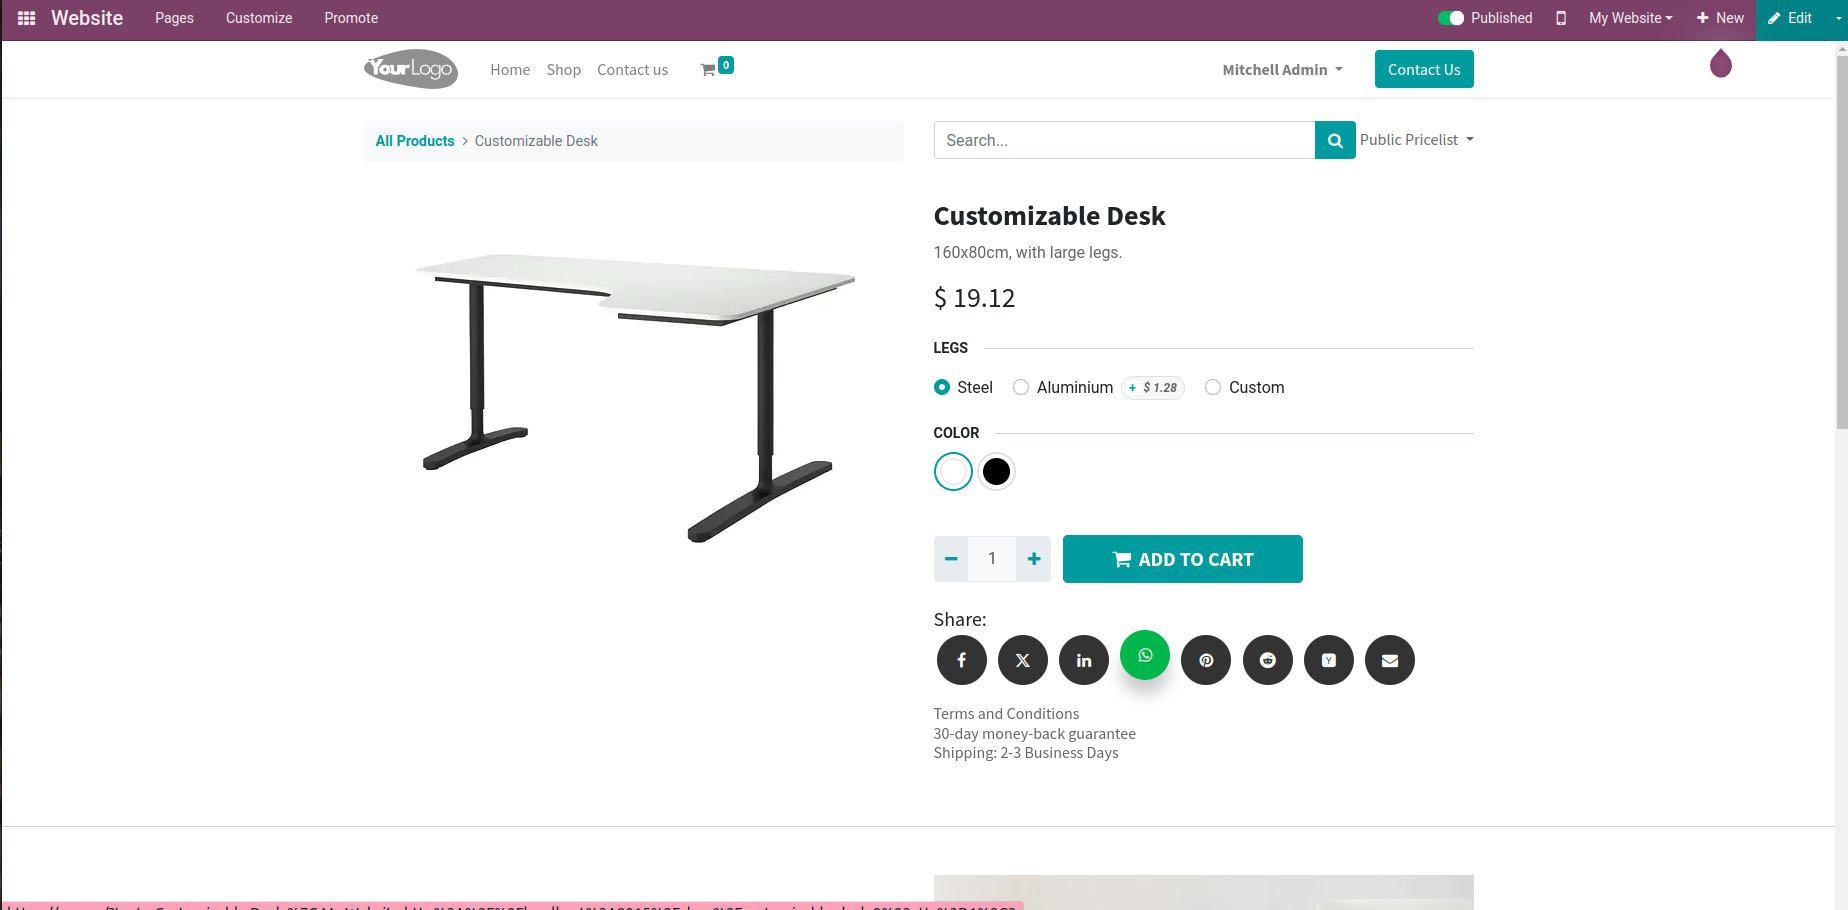 Website Pages Customize Promote Published My Website + New Edit
YourLogo Home Shop Contact us 0 Mitchell Admin Contact Us
All Products > Customizable Desk
Search... Public Pricelist
Customizable Desk
160x80cm, with large legs.
$ 19.12
LEGS
Steel Aluminium + $ 1.28 Custom
COLOR
1 ADD TO CART
Share:
Terms and Conditions
30-day money-back guarantee
Shipping: 2-3 Business Days